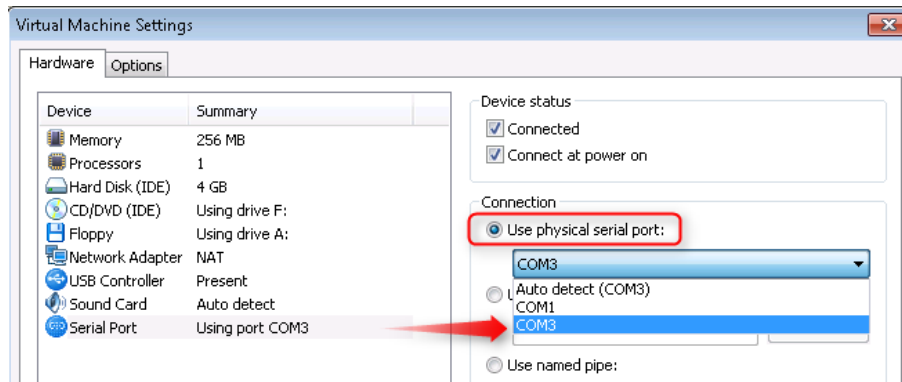 Virtual Machine Settings
Hardware Options
Device Summary
Memory 256 MB
Processors 1
Hard Disk (IDE) 4 GB
CD/DVD (IDE) Using drive F:
Floppy Using drive A:
Network Adapter NAT
USB Controller Present
Sound Card Auto detect
Serial Port Using port COM3
Device status
Connected
Connect at power on
Connection
Use physical serial port:
COM3
Auto detect (COM3)
COM1
COM3
Use named pipe: